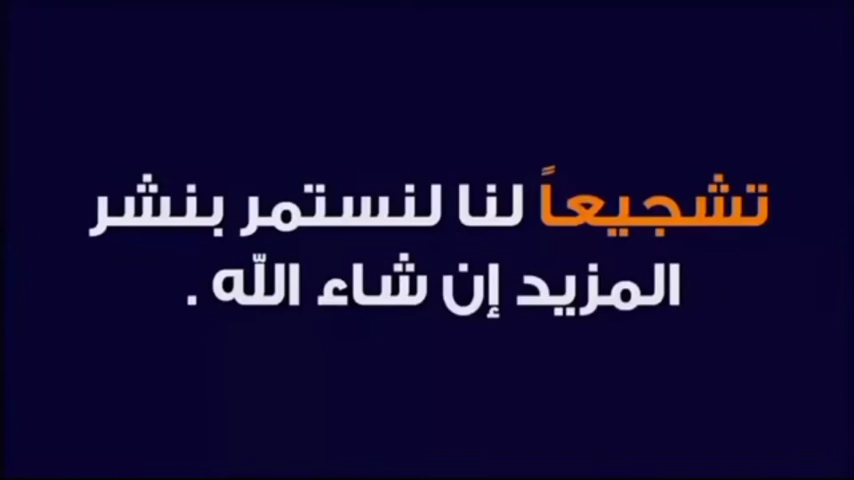 تشجيعاً لنا لنستمر بنشر
المزيد إن شاء الله .